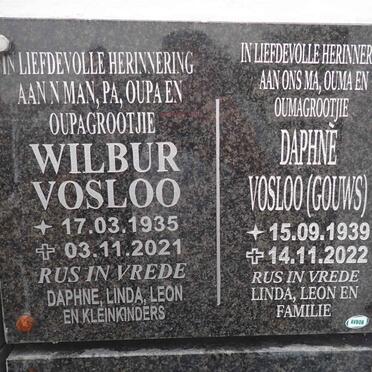 IN LIEFDEVOLLE HERINNERING
AAN N MAN, PA, OUPA EN
OUPAGROOTJIE
WILBUR
VOSLOO
17.03.1935
03.11.2021
RUS IN VREDE
DAPHNE, LINDA, LEON
EN KLEINKINDERS
IN LIEFDEVOLLE HERINNER
AAN ONS MA, OUMA EN
OUMAGROOTJIE
DAPHNÈ
VOSLOO (GOUWS)
15.09.1939
14.11.2022
RUS IN VREDE
LINDA, LEON EN
FAMILIE